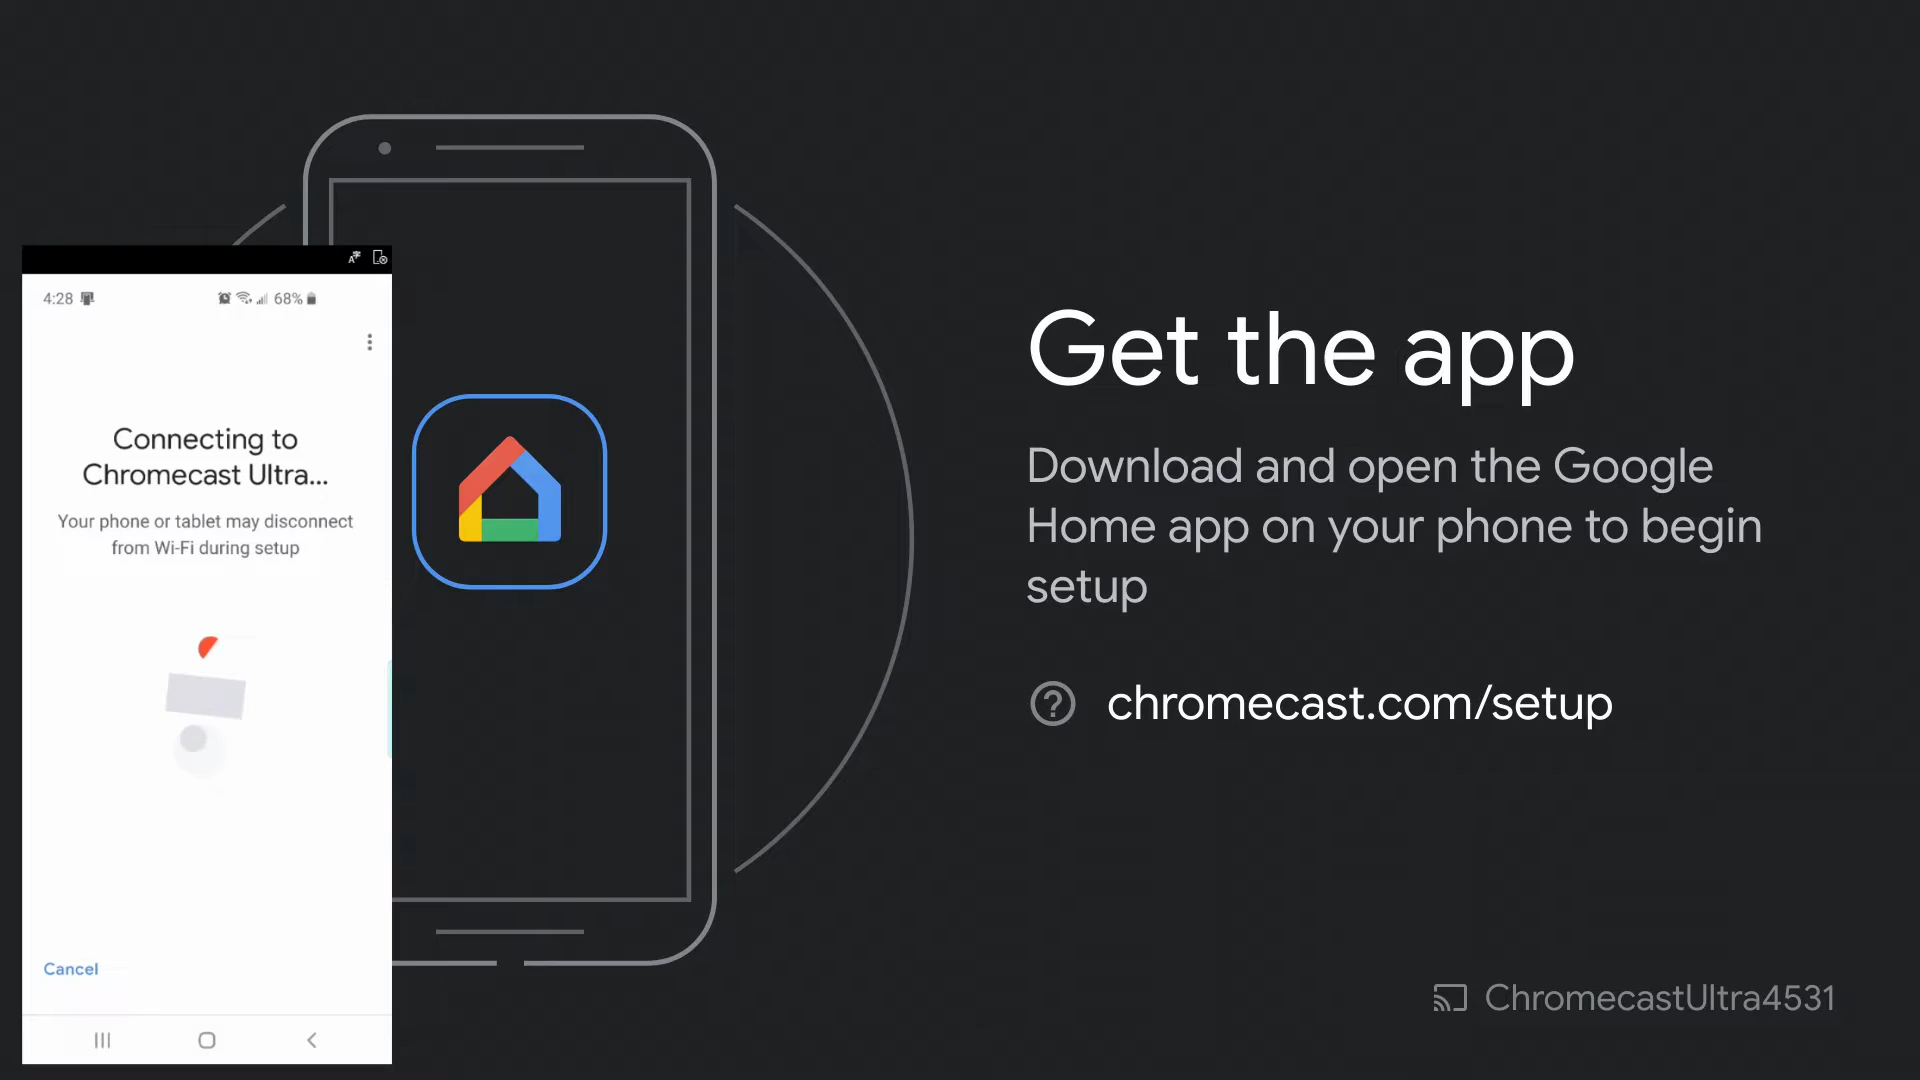 4:28
68%
Connecting to
Chromecast Ultra...
Your phone or tablet may disconnect
from Wi-Fi during setup
Cancel
Get the app
Download and open the Google
Home app on your phone to begin
setup
chromecast.com/setup
ChromecastUltra4531